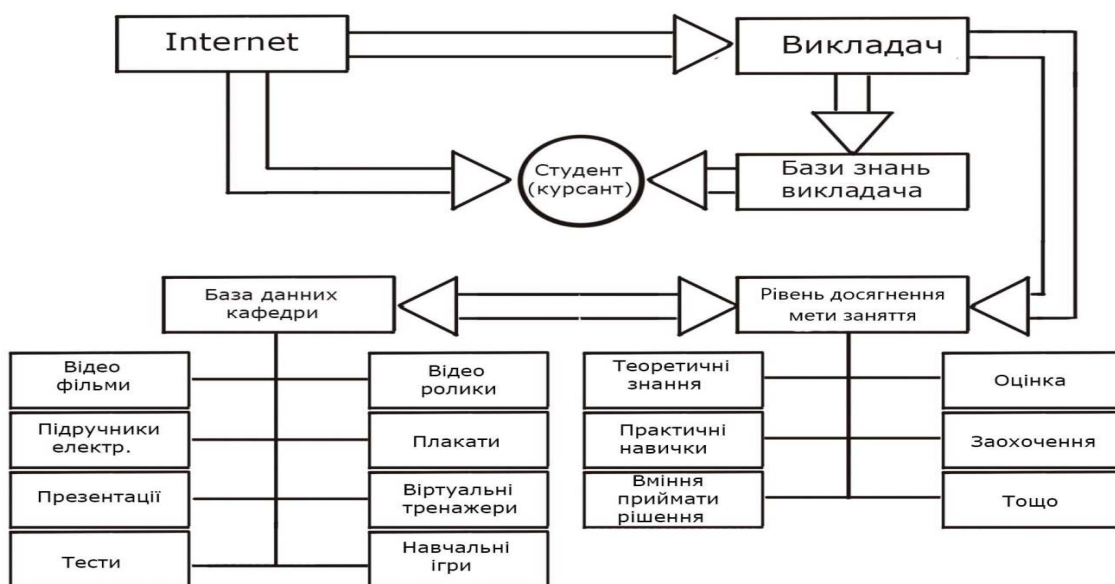 Internet
Викладач
Студент
(курсант)
Бази знань
викладача
База данних
кафедри
Рівень досягнення
мети заняття
Відео
фільми
Відео
ролики
Підручники
електр.
Плакати
Презентації
Віртуальні
тренажери
Тести
Навчальні
ігри
Теоретичні
знання
Оцінка
Практичні
навички
Заохочення
Вміння
приймати
рішення
Тощо